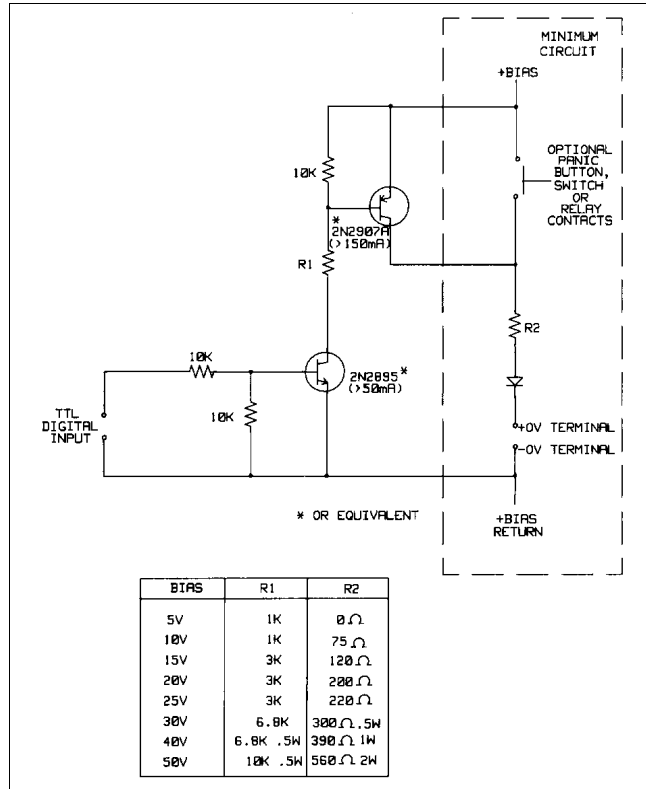 MINIMUM
CIRCUIT
+BIAS
OPTIONAL
PANIC
BUTTON,
SWITCH
OR
RELAY
CONTACTS
10K
*
2N2907A
(>150mA)
R1
R2
10K
2N2895*
(>50mA)
10K
TTL
DIGITAL
INPUT
+OV TERMINAL
-OV TERMINAL
* OR EQUIVALENT
+BIAS
RETURN
BIAS R1 R2
5V 1K 0Ω
10V 1K 75Ω
15V 3K 120Ω
20V 3K 200Ω
25V 3K 220Ω
30V 6.8K 300Ω.5W
40V 6.8K .5W 390Ω 1W
50V 10K .5W 560Ω 2W